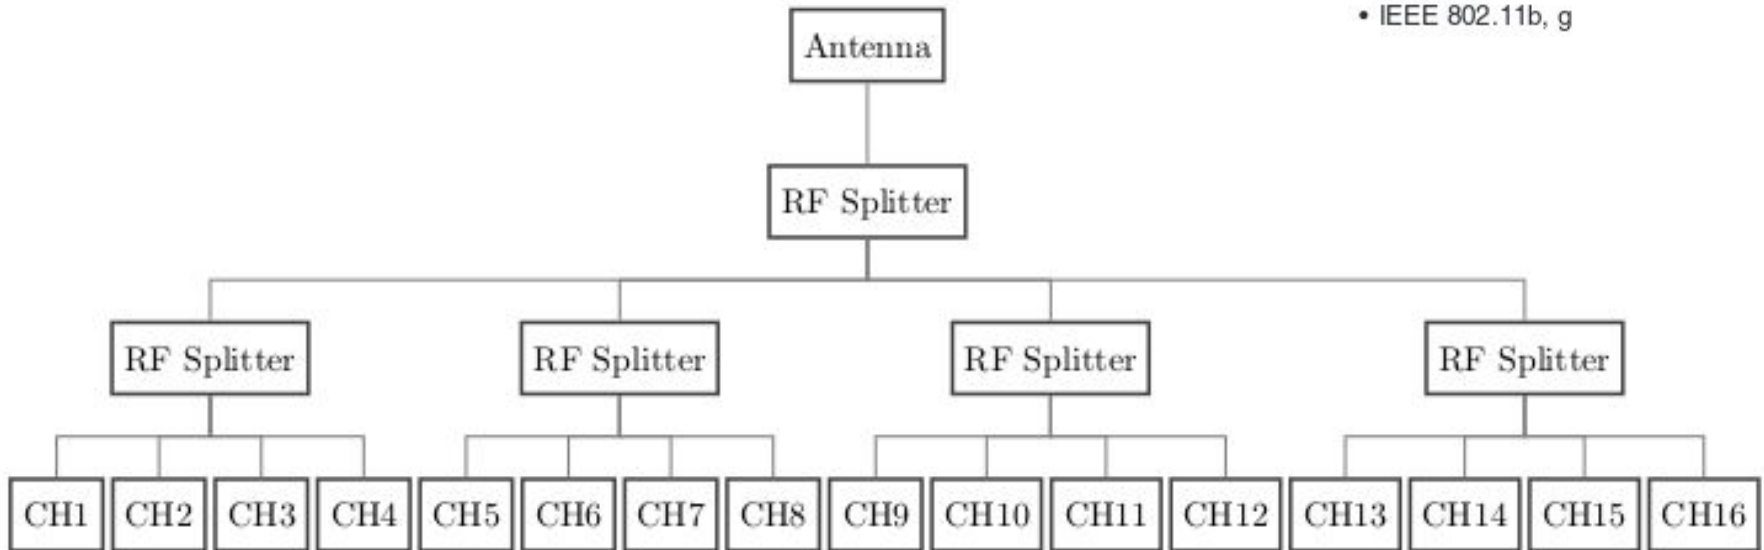 • IEEE 802.11b, g
Antenna
RF Splitter
RF Splitter RF Splitter RF Splitter RF Splitter
CH1 CH2 CH3 CH4 CH5 CH6 CH7 CH8 CH9 CH10 CH11 CH12 CH13 CH14 CH15 CH16